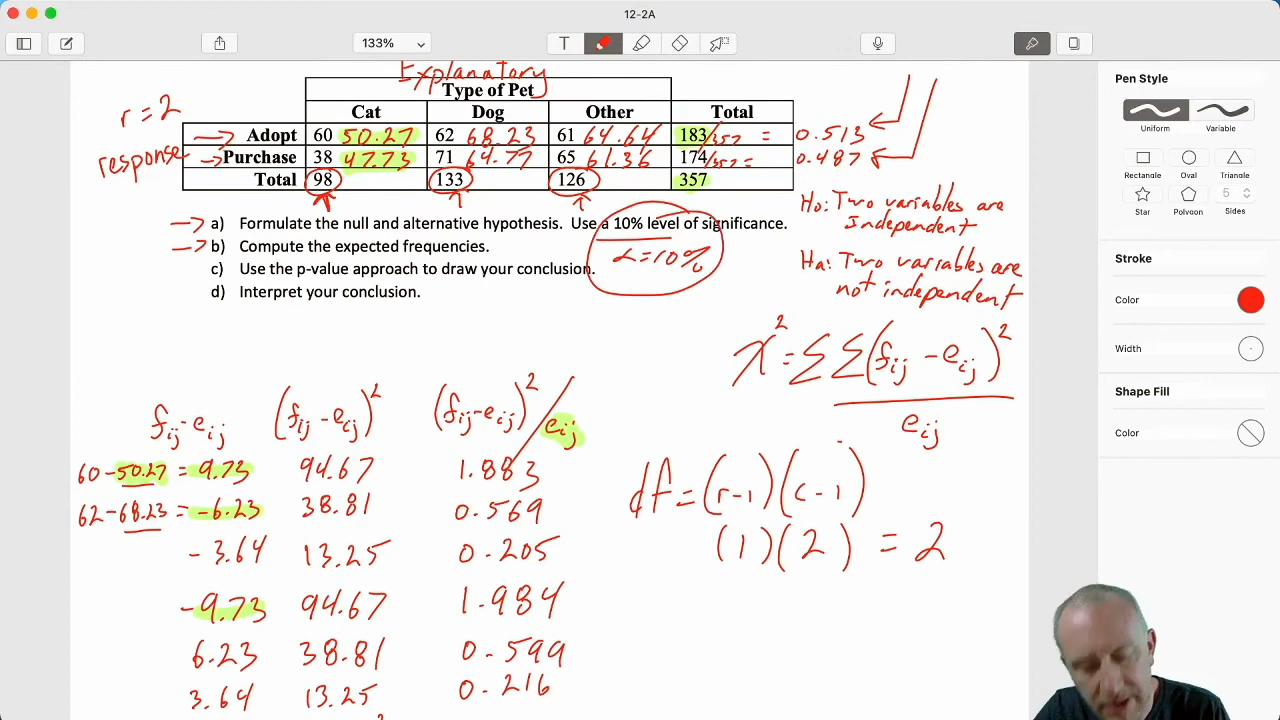 12-2A
133%
T
Explanatory
Type of Pet
r = 2
Cat Dog Other Total
response
Adopt 60 50.27 62 68.23 61 64.64 183/357 = 0.513
Purchase 38 47.73 71 64.77 65 61.36 174/357 = 0.487
Total 98 133 126 357
a) Formulate the null and alternative hypothesis. Use a 10% level of significance.
b) Compute the expected frequencies.
c) Use the p-value approach to draw your conclusion.
d) Interpret your conclusion.
α = 10%
Ho: Two variables are
Independent
Ha: Two variables are
not independent
χ² = ΣΣ(fij - eij)²
eij
fij - eij (fij - eij)² (fij - eij)² / eij
60 - 50.27 = 9.73 94.67 1.883
62 - 68.23 = -6.23 38.81 0.569
-3.64 13.25 0.205
-9.73 94.67 1.984
6.23 38.81 0.599
3.64 13.25 0.216
df = (r-1)(c-1)
(1)(2) = 2
Pen Style
Uniform Variable
Rectangle Oval Triangle
5
Star Polygon Sides
Stroke
Color
Width
Shape Fill
Color